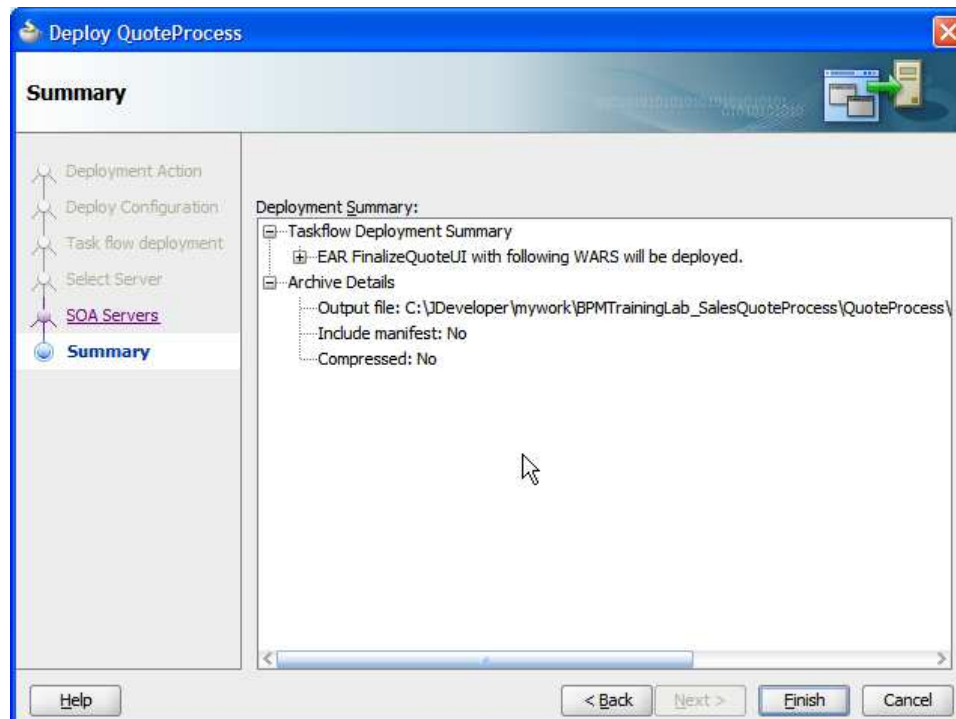 Deploy QuoteProcess
Summary
Deployment Action
Deploy Configuration
Task flow deployment
Select Server
SOA Servers
Summary
Deployment Summary:
Taskflow Deployment Summary
EAR FinalizeQuoteUI with following WARS will be deployed.
Archive Details
Output file: C:\JDeveloper\mywork\BPMTrainingLab_SalesQuoteProcess\QuoteProcess\
Include manifest: No
Compressed: No
Help
< Back
Next >
Finish
Cancel